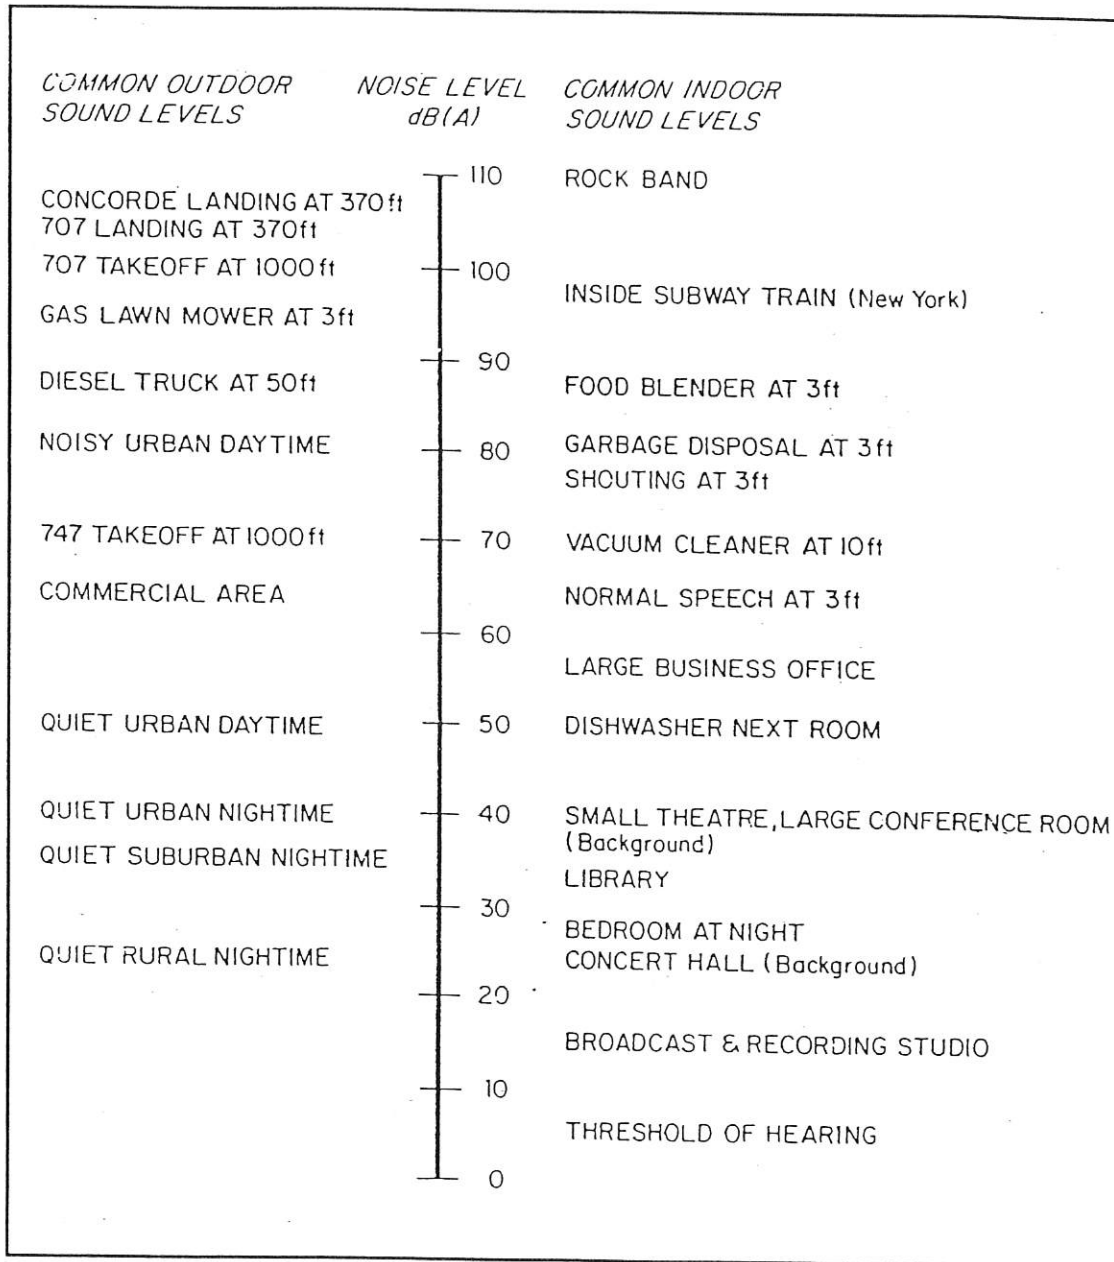 COMMON OUTDOOR
SOUND LEVELS
NOISE LEVEL
dB(A)
COMMON INDOOR
SOUND LEVELS
110
ROCK BAND
CONCORDE LANDING AT 370ft
707 LANDING AT 370ft
707 TAKEOFF AT 1000ft
100
INSIDE SUBWAY TRAIN (New York)
GAS LAWN MOWER AT 3ft
90
DIESEL TRUCK AT 50ft
FOOD BLENDER AT 3ft
NOISY URBAN DAYTIME
80
GARBAGE DISPOSAL AT 3ft
SHOUTING AT 3ft
747 TAKEOFF AT 1000ft
70
VACUUM CLEANER AT 10ft
COMMERCIAL AREA
NORMAL SPEECH AT 3ft
60
LARGE BUSINESS OFFICE
QUIET URBAN DAYTIME
50
DISHWASHER NEXT ROOM
QUIET URBAN NIGHTIME
40
SMALL THEATRE, LARGE CONFERENCE ROOM
(Background)
QUIET SUBURBAN NIGHTIME
LIBRARY
30
BEDROOM AT NIGHT
QUIET RURAL NIGHTIME
CONCERT HALL (Background)
20
BROADCAST & RECORDING STUDIO
10
THRESHOLD OF HEARING
0